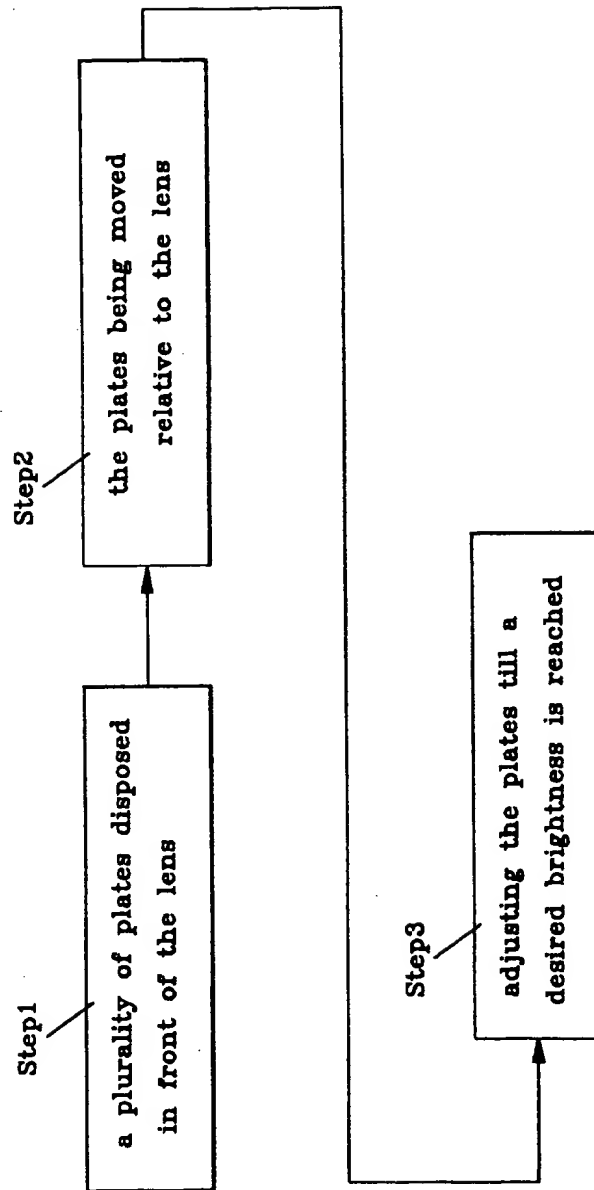 Step1
a plurality of plates disposed
in front of the lens
Step2
the plates being moved
relative to the lens
Step3
adjusting the plates till a
desired brightness is reached